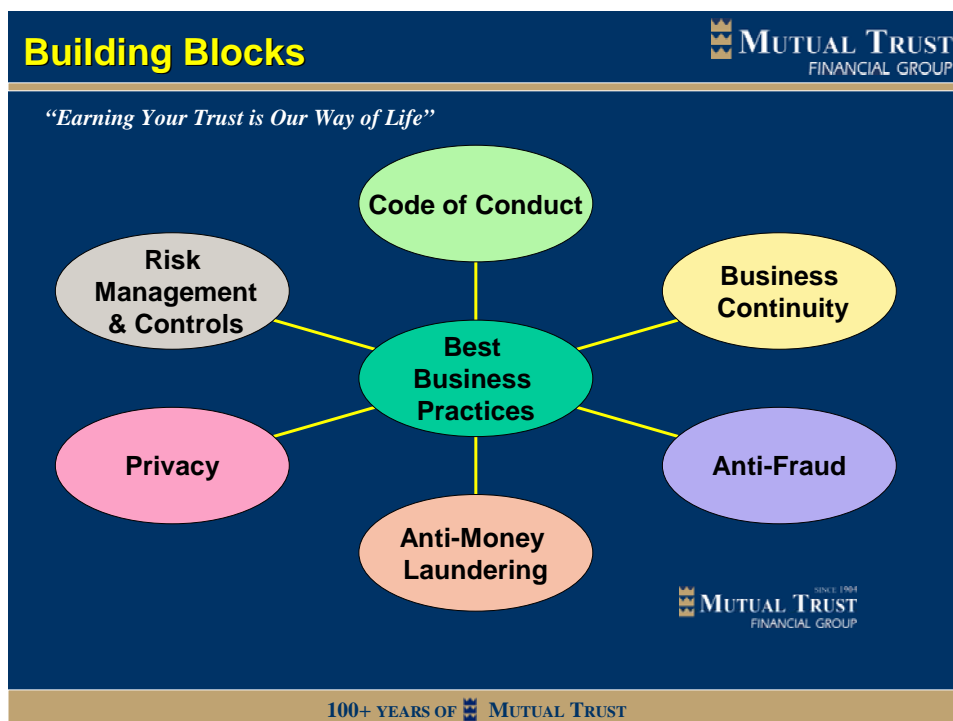 Building Blocks
MUTUAL TRUST
FINANCIAL GROUP
“Earning Your Trust is Our Way of Life”
Code of Conduct
Risk
Management
& Controls
Business
Continuity
Best
Business
Practices
Privacy
Anti-Fraud
Anti-Money
Laundering
SINCE 1904
MUTUAL TRUST
FINANCIAL GROUP
100+ YEARS OF MUTUAL TRUST